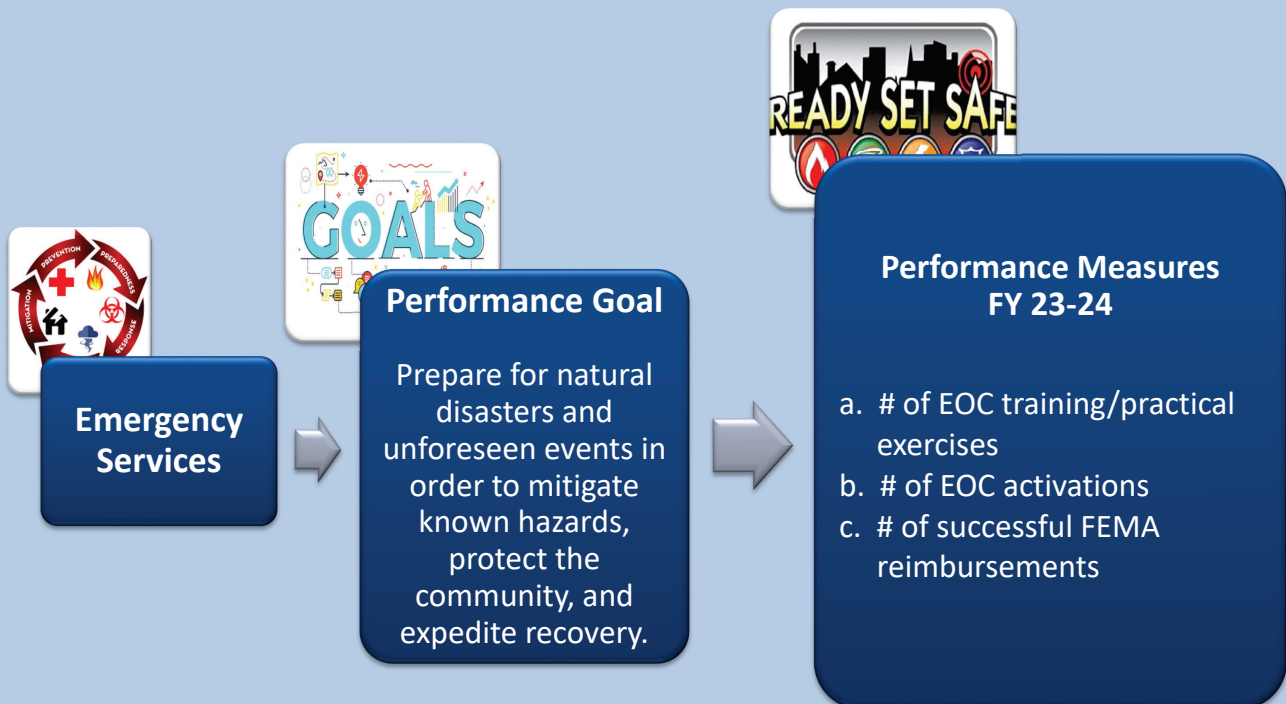 READY SET SAFE
GOALS
PREVENTION
PREPAREDNESS
RESPONSE
MITIGATION
Emergency
Services
Performance Goal
Prepare for natural
disasters and
unforeseen events in
order to mitigate
known hazards,
protect the
community, and
expedite recovery.
Performance Measures
FY 23-24
a. # of EOC training/practical
exercises
b. # of EOC activations
c. # of successful FEMA
reimbursements